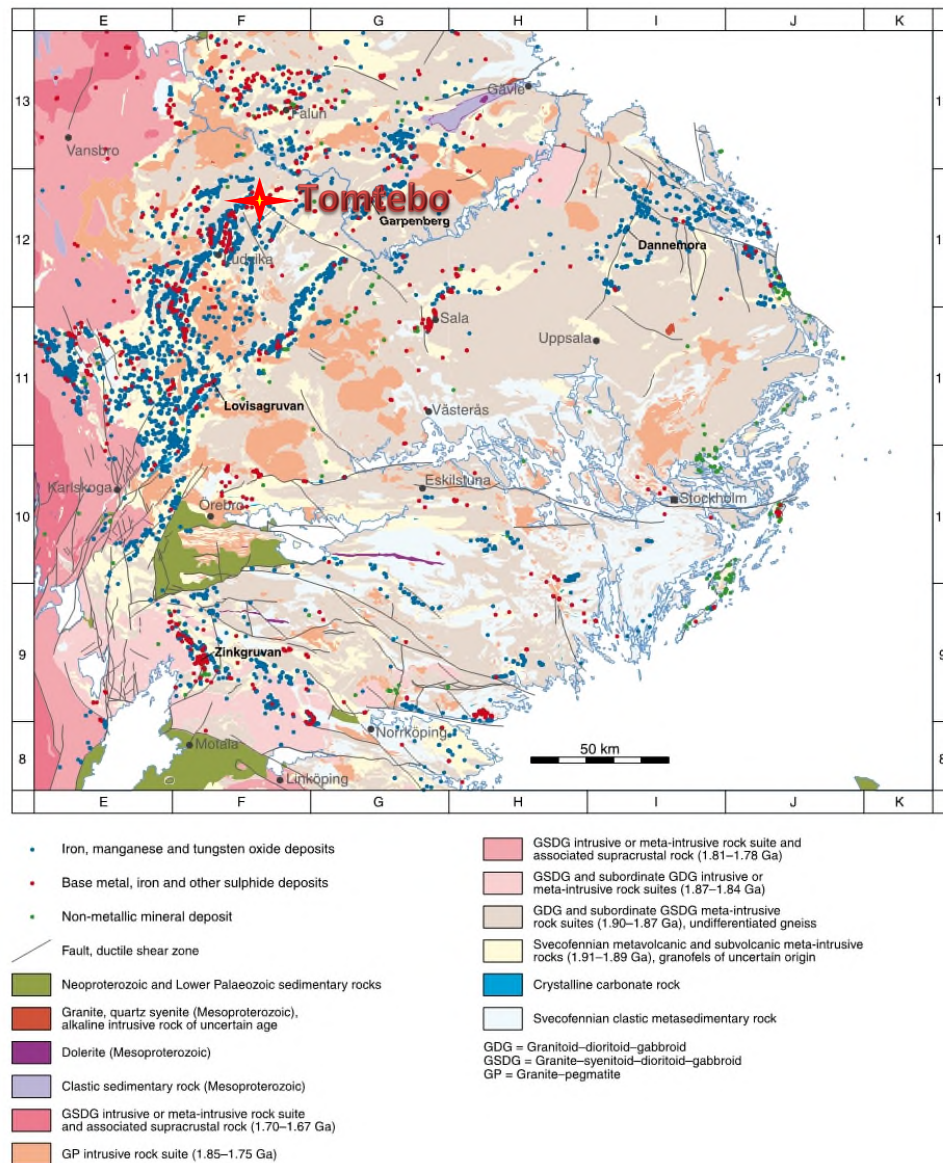 E F G H I J K
13
Gävle
Falun
Vansbro
Tomtebo
Garpenberg
12
12
Dannemora
Ludvika
Sala
Uppsala
11
Lovisagruvan
Västerås
Karlskoga
Eskilstuna
Stockholm
Örebro
10
9
9
Zinkgruvan
Norrköping
Motala
50 km
8
8
Linköping
E F G H I J K
Iron, manganese and tungsten oxide deposits
Base metal, iron and other sulphide deposits
Non-metallic mineral deposit
Fault, ductile shear zone
Neoproterozoic and Lower Palaeozoic sedimentary rocks
Granite, quartz syenite (Mesoproterozoic),
alkaline intrusive rock of uncertain age
Dolerite (Mesoproterozoic)
Clastic sedimentary rock (Mesoproterozoic)
GSDG intrusive or meta-intrusive rock suite
and associated supracrustal rock (1.70–1.67 Ga)
GP intrusive rock suite (1.85–1.75 Ga)
GSDG intrusive or meta-intrusive rock suite and
associated supracrustal rock (1.81–1.78 Ga)
GSDG and subordinate GDG intrusive or
meta-intrusive rock suites (1.87–1.84 Ga)
GDG and subordinate GSDG meta-intrusive
rock suites (1.90–1.87 Ga), undifferentiated gneiss
Svecofennian metavolcanic and subvolcanic meta-intrusive
rocks (1.91–1.89 Ga), granofels of uncertain origin
Crystalline carbonate rock
Svecofennian clastic metasedimentary rock
GDG = Granitoid–dioritoid–gabbroid
GSDG = Granite–syenitoid–dioritoid–gabbroid
GP = Granite–pegmatite